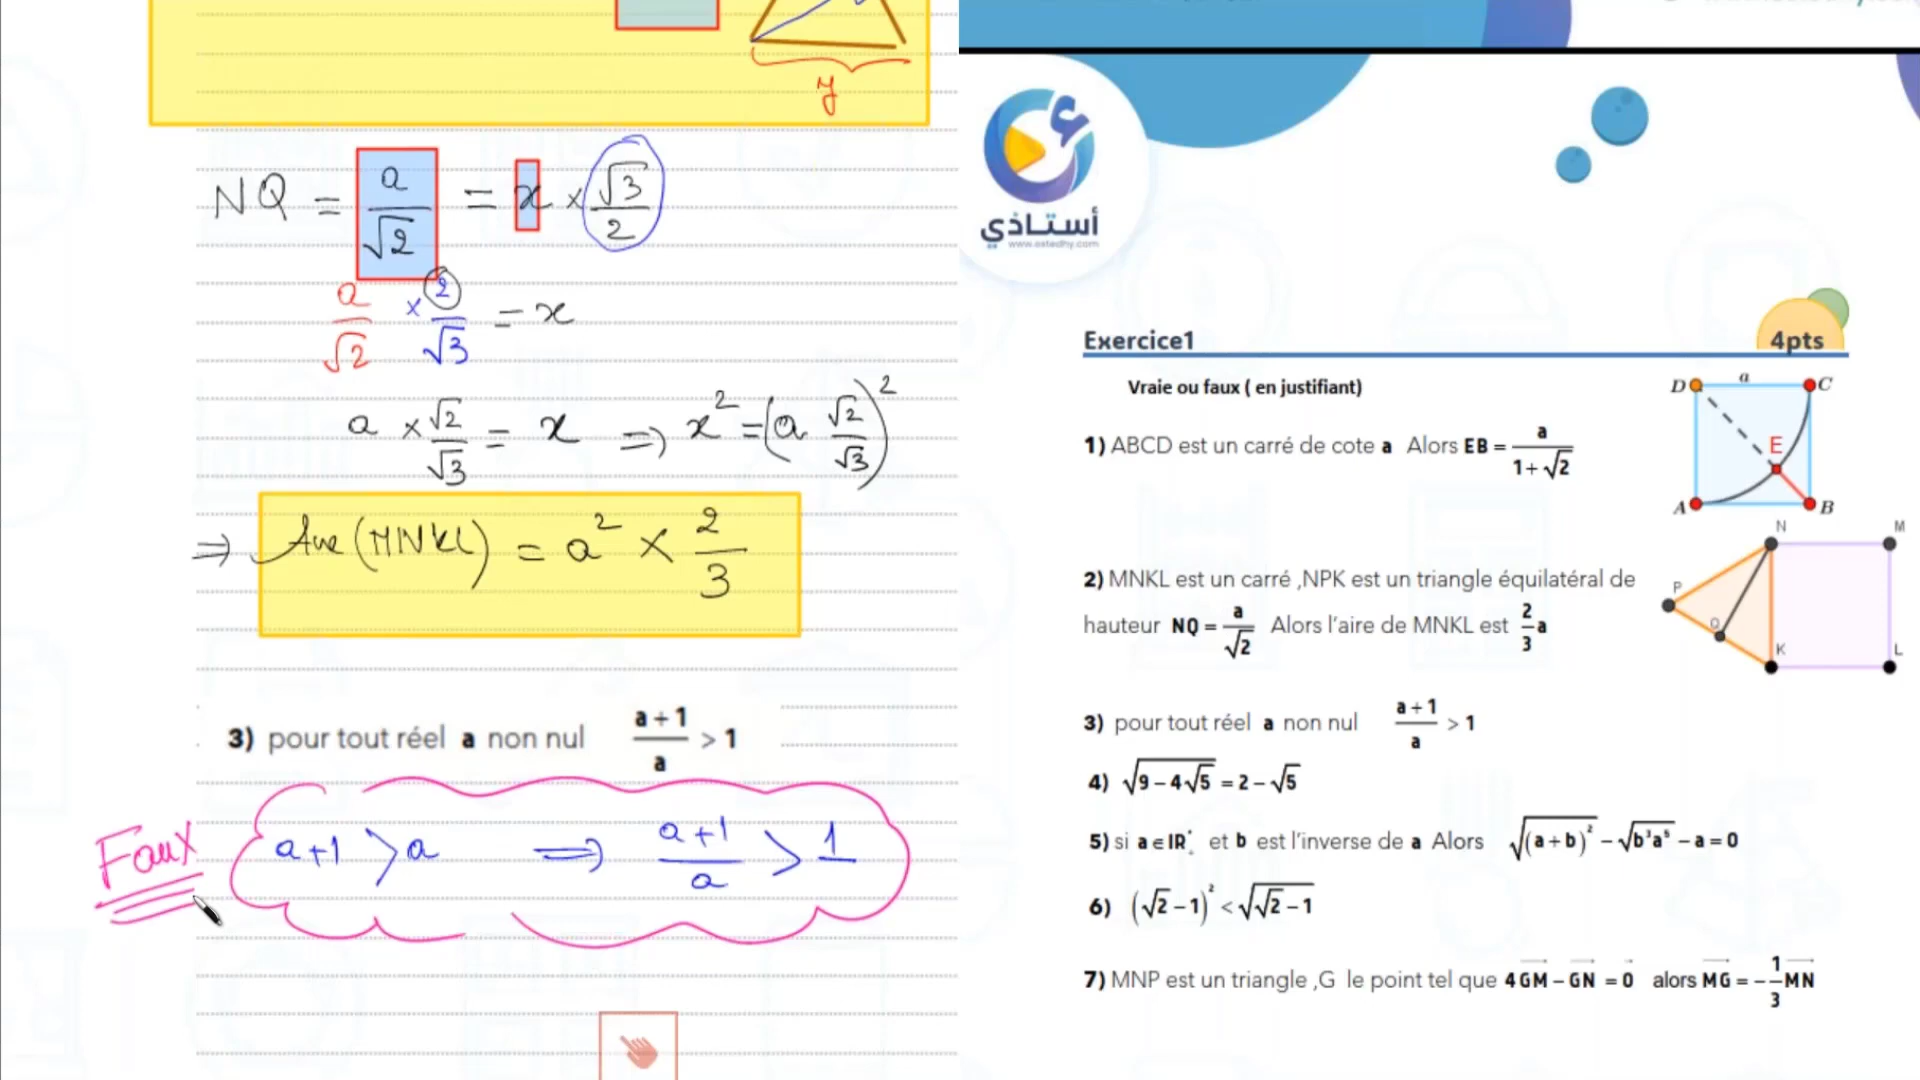 y
NQ = a/√2 = x × √3/2
a/√2 × 2/√3 = x
a × √2/√3 = x ⇒ x² = (a √2/√3)²
⇒ Aire (MNKL) = a² × 2/3
3) pour tout réel a non nul (a+1)/a > 1
Faux
a+1 > a ⇒ (a+1)/a > 1
أستاذي
www.ostedhy.com
Exercice1
4pts
Vraie ou faux ( en justifiant)
D a C
E
A B
1) ABCD est un carré de cote a Alors EB = a/(1+√2)
N M
P
Q
K L
2) MNKL est un carré ,NPK est un triangle équilatéral de
hauteur NQ = a/√2 Alors l'aire de MNKL est 2/3 a
3) pour tout réel a non nul (a+1)/a > 1
4) √(9−4√5) = 2−√5
5) si a∈IR*₊ et b est l'inverse de a Alors √((a+b)²) − √(b³a⁵) − a = 0
6) (√2−1)² < √(√2−1)
7) MNP est un triangle ,G le point tel que 4GM − GN = 0 alors MG = −1/3 MN